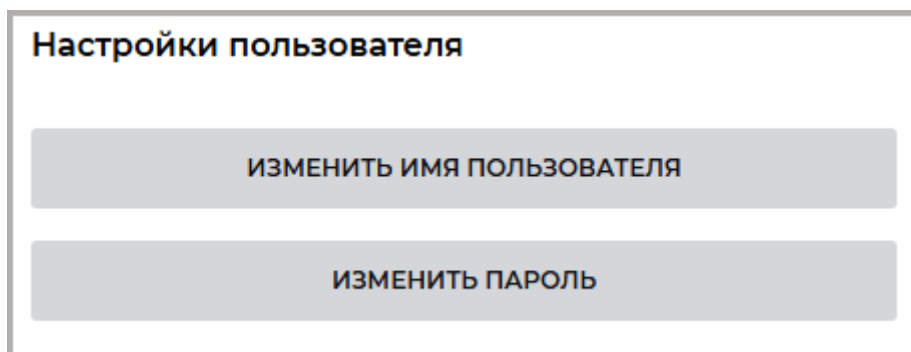 Настройки пользователя
ИЗМЕНИТЬ ИМЯ ПОЛЬЗОВАТЕЛЯ
ИЗМЕНИТЬ ПАРОЛЬ